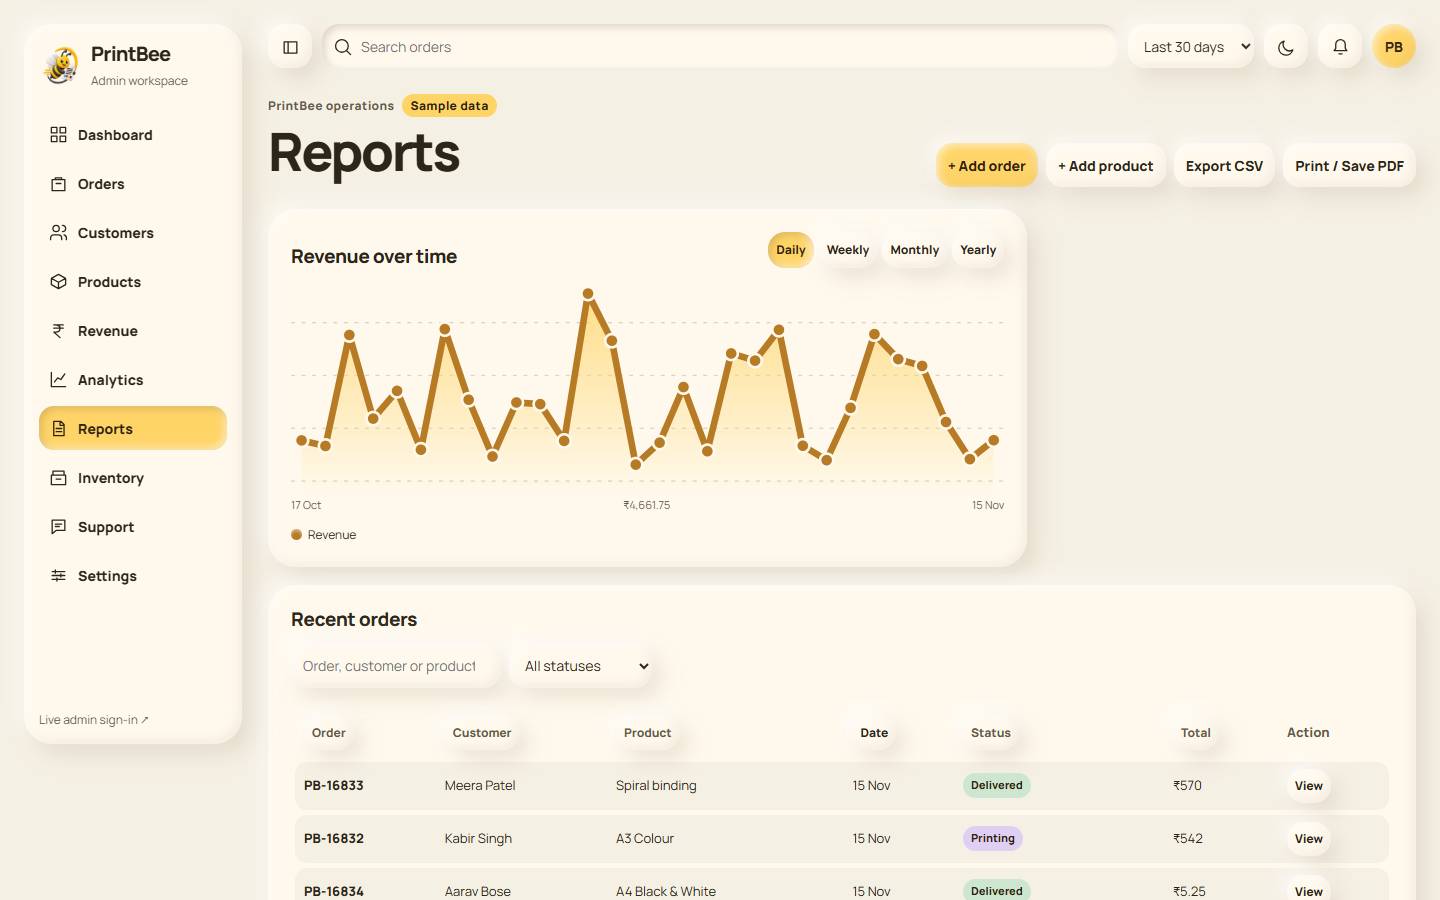 PrintBee
Admin workspace
Dashboard
Orders
Customers
Products
₹ Revenue
Analytics
Reports
Inventory
Support
Settings
Live admin sign-in ↗
Search orders
Last 30 days
PB
PrintBee operations Sample data
Reports
+ Add order + Add product Export CSV Print / Save PDF
Revenue over time
Daily Weekly Monthly Yearly
17 Oct ₹4,661.75 15 Nov
Revenue
Recent orders
Order, customer or product All statuses
Order Customer Product Date Status Total Action
PB-16833 Meera Patel Spiral binding 15 Nov Delivered ₹570 View
PB-16832 Kabir Singh A3 Colour 15 Nov Printing ₹542 View
PB-16834 Aarav Bose A4 Black & White 15 Nov Delivered ₹5.25 View